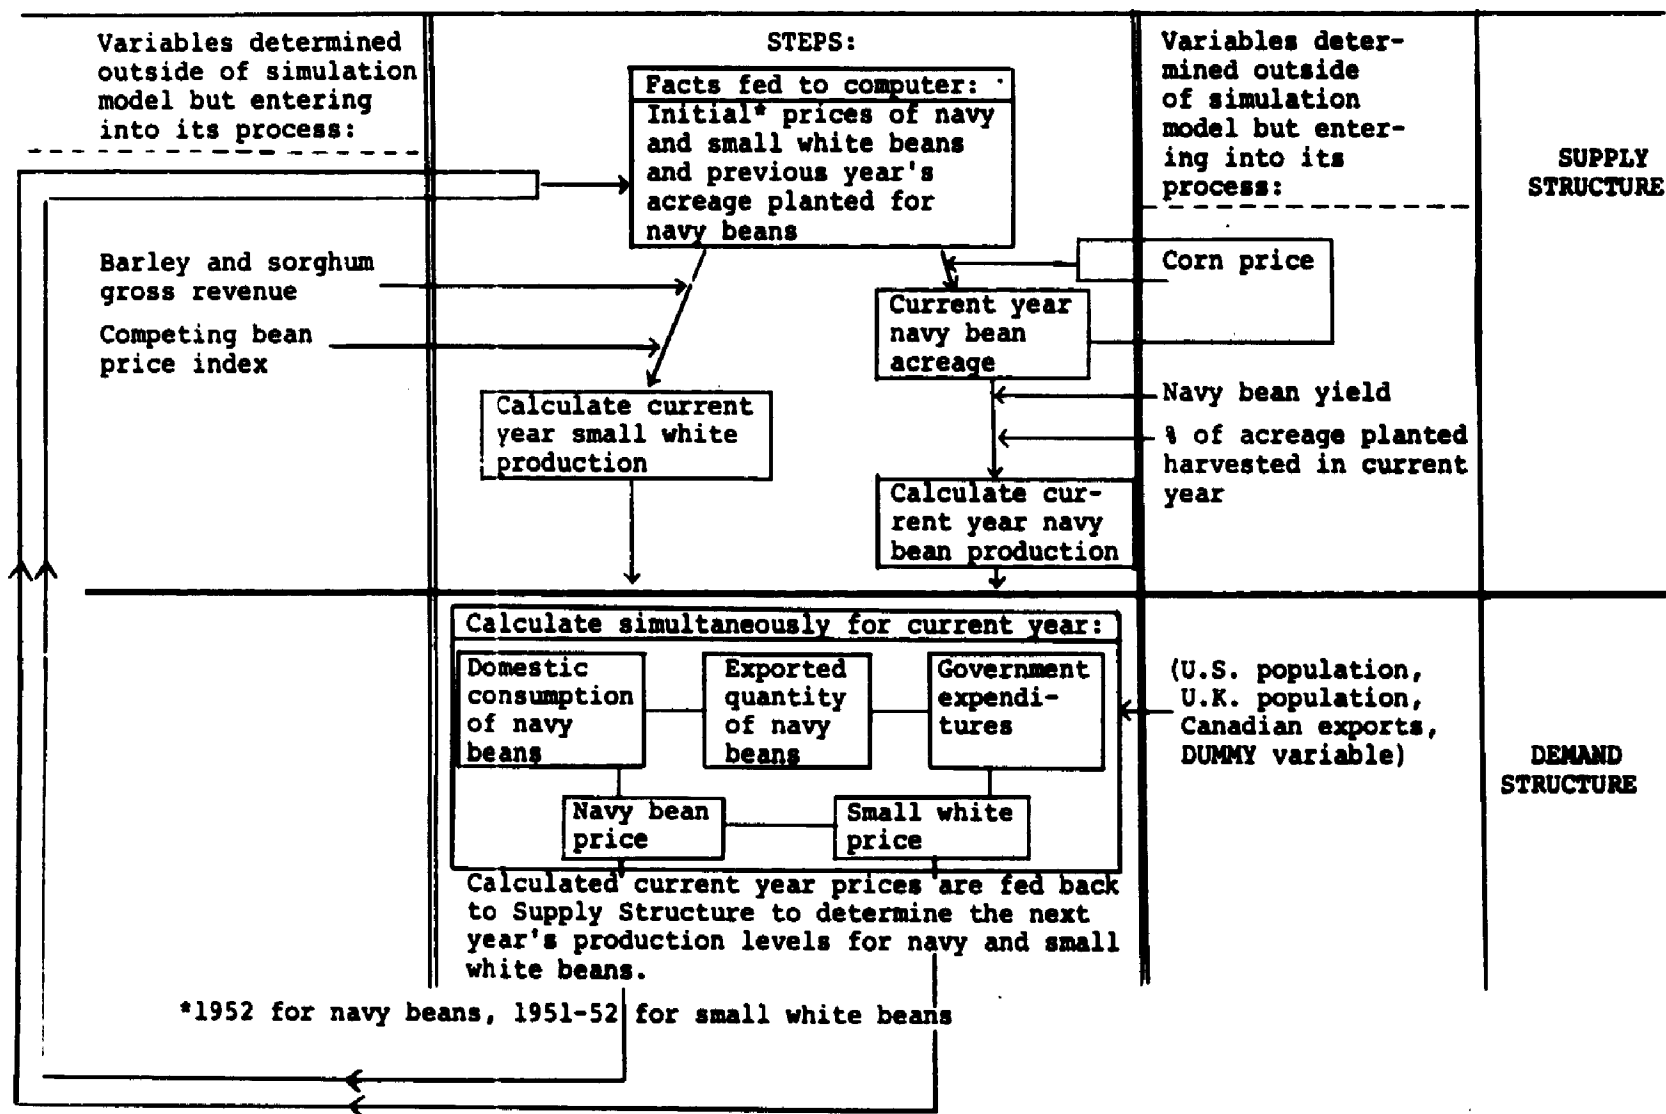 Variables determined
outside of simulation
model but entering
into its process:
STEPS:
Facts fed to computer:
Initial* prices of navy
and small white beans
and previous year's
acreage planted for
navy beans
Variables deter-
mined outside
of simulation
model but enter-
ing into its
process:
SUPPLY
STRUCTURE
Barley and sorghum
gross revenue
Competing bean
price index
Corn price
Current year
navy bean
acreage
Calculate current
year small white
production
Navy bean yield
% of acreage planted
harvested in current
year
Calculate cur-
rent year navy
bean production
Calculate simultaneously for current year:
Domestic
consumption
of navy
beans
Exported
quantity
of navy
beans
Government
expendi-
tures
(U.S. population,
U.K. population,
Canadian exports,
DUMMY variable)
DEMAND
STRUCTURE
Navy bean
price
Small white
price
Calculated current year prices are fed back
to Supply Structure to determine the next
year's production levels for navy and small
white beans.
*1952 for navy beans, 1951-52 for small white beans